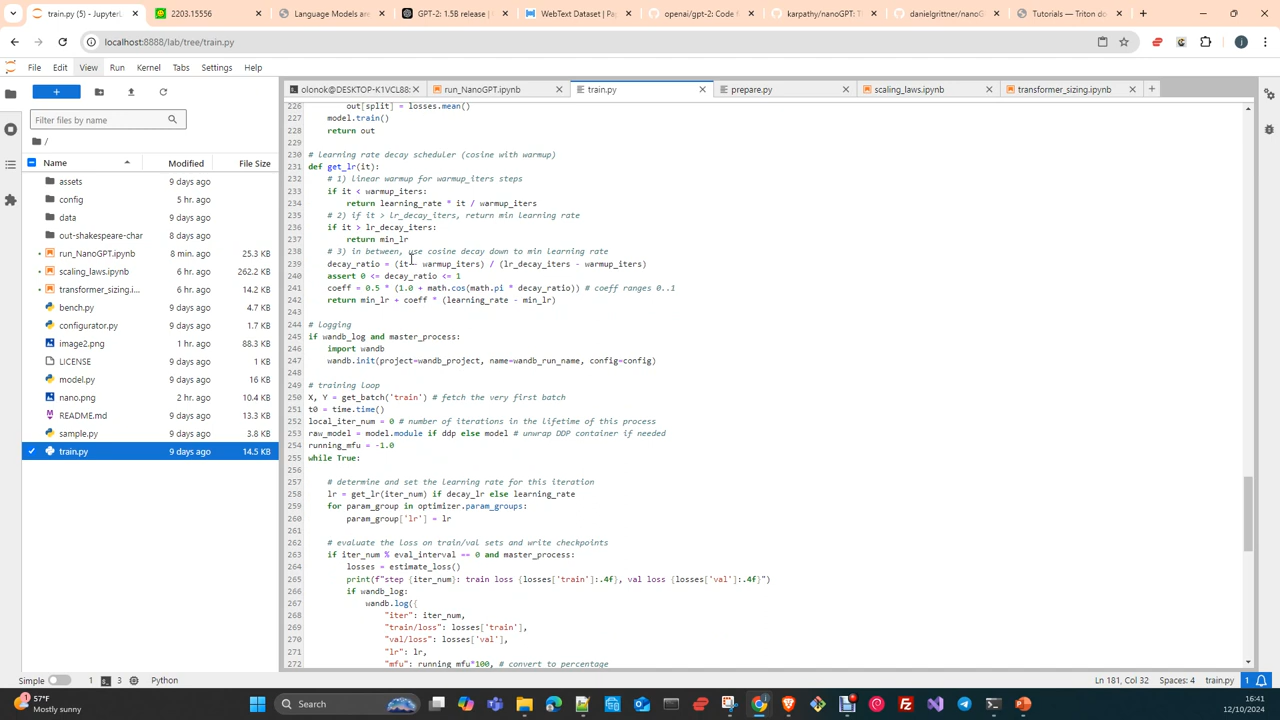 train.py - JupyterL
2203.15556
Language Models are
GPT-2: 1.5B release |
WebText Dataset | Pap
openai/gpt-2: Code f
karpathy/nanoGPT: T
danielgrittner/nanoG
Tutorials — Triton do
localhost:8888/lab/tree/train.py
File Edit View Run Kernel Tabs Settings Help
olonok@DESKTOP-K1VCL88:
run_NanoGPT.ipynb
train.py
prepare.py
scaling_laws.ipynb
transformer_sizing.ipynb
Filter files by name
/
Name Modified File Size
assets 9 days ago
config 5 hr. ago
data 9 days ago
out-shakespeare-char 9 days ago
run_NanoGPT.ipynb 8 min. ago 25.3 KB
scaling_laws.ipynb 6 hr. ago 262.2 KB
transformer_sizing.i... 6 hr. ago 14.2 KB
bench.py 9 days ago 4.7 KB
configurator.py 9 days ago 1.7 KB
image2.png 1 hr. ago 88.3 KB
LICENSE 9 days ago 1 KB
model.py 9 days ago 16 KB
nano.png 2 hr. ago 10.4 KB
README.md 9 days ago 13.3 KB
sample.py 9 days ago 3.8 KB
train.py 9 days ago 14.5 KB
226 out[split] = losses.mean()
227 model.train()
228 return out
229
230 # learning rate decay scheduler (cosine with warmup)
231 def get_lr(it):
232 # 1) linear warmup for warmup_iters steps
233 if it < warmup_iters:
234 return learning_rate * it / warmup_iters
235 # 2) if it > lr_decay_iters, return min learning rate
236 if it > lr_decay_iters:
237 return min_lr
238 # 3) in between, use cosine decay down to min learning rate
239 decay_ratio = (it - warmup_iters) / (lr_decay_iters - warmup_iters)
240 assert 0 <= decay_ratio <= 1
241 coeff = 0.5 * (1.0 + math.cos(math.pi * decay_ratio)) # coeff ranges 0..1
242 return min_lr + coeff * (learning_rate - min_lr)
243
244 # logging
245 if wandb_log and master_process:
246 import wandb
247 wandb.init(project=wandb_project, name=wandb_run_name, config=config)
248
249 # training loop
250 X, Y = get_batch('train') # fetch the very first batch
251 t0 = time.time()
252 local_iter_num = 0 # number of iterations in the lifetime of this process
253 raw_model = model.module if ddp else model # unwrap DDP container if needed
254 running_mfu = -1.0
255 while True:
256
257 # determine and set the learning rate for this iteration
258 lr = get_lr(iter_num) if decay_lr else learning_rate
259 for param_group in optimizer.param_groups:
260 param_group['lr'] = lr
261
262 # evaluate the loss on train/val sets and write checkpoints
263 if iter_num % eval_interval == 0 and master_process:
264 losses = estimate_loss()
265 print(f"step {iter_num}: train loss {losses['train']:.4f}, val loss {losses['val']:.4f}")
266 if wandb_log:
267 wandb.log({
268 "iter": iter_num,
269 "train/loss": losses['train'],
270 "val/loss": losses['val'],
271 "lr": lr,
272 "mfu": running_mfu*100, # convert to percentage
Simple 1 3 Python Ln 181, Col 32 Spaces: 4 train.py 1
57°F
Mostly sunny
Search
16:41
12/10/2024